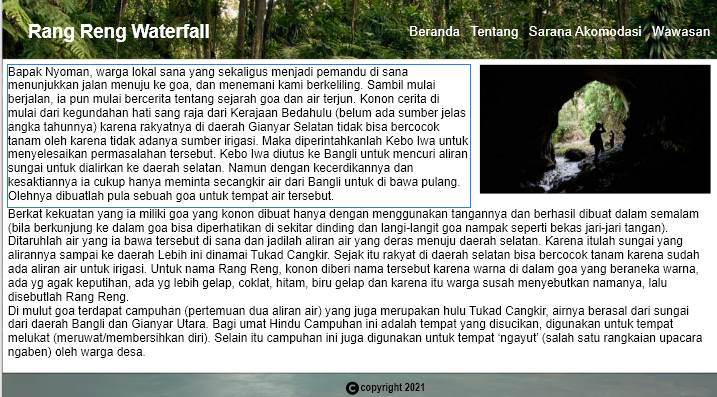 Rang Reng Waterfall
Beranda Tentang Sarana Akomodasi Wawasan
Bapak Nyoman, warga lokal sana yang sekaligus menjadi pemandu di sana
menunjukkan jalan menuju ke goa, dan menemani kami berkeliling. Sambil mulai
berjalan, ia pun mulai bercerita tentang sejarah goa dan air terjun. Konon cerita di
mulai dari kegundahan hati sang raja dari Kerajaan Bedahulu (belum ada sumber jelas
angka tahunnya) karena rakyatnya di daerah Gianyar Selatan tidak bisa bercocok
tanam oleh karena tidak adanya sumber irigasi. Maka diperintahkanlah Kebo Iwa untuk
menyelesaikan permasalahan tersebut. Kebo Iwa diutus ke Bangli untuk mencuri aliran
sungai untuk dialirkan ke daerah selatan. Namun dengan kecerdikannya dan
kesaktiannya ia cukup hanya meminta secangkir air dari Bangli untuk di bawa pulang.
Olehnya dibuatlah pula sebuah goa untuk tempat air tersebut.
Berkat kekuatan yang ia miliki goa yang konon dibuat hanya dengan menggunakan tangannya dan berhasil dibuat dalam semalam
(bila berkunjung ke dalam goa bisa diperhatikan di sekitar dinding dan langi-langit goa nampak seperti bekas jari-jari tangan).
Ditaruhlah air yang ia bawa tersebut di sana dan jadilah aliran air yang deras menuju daerah selatan. Karena itulah sungai yang
alirannya sampai ke daerah Lebih ini dinamai Tukad Cangkir. Sejak itu rakyat di daerah selatan bisa bercocok tanam karena sudah
ada aliran air untuk irigasi. Untuk nama Rang Reng, konon diberi nama tersebut karena warna di dalam goa yang beraneka warna,
ada yg agak keputihan, ada yg lebih gelap, coklat, hitam, biru gelap dan karena itu warga susah menyebutkan namanya, lalu
disebutlah Rang Reng.
Di mulut goa terdapat campuhan (pertemuan dua aliran air) yang juga merupakan hulu Tukad Cangkir, airnya berasal dari sungai
dari daerah Bangli dan Gianyar Utara. Bagi umat Hindu Campuhan ini adalah tempat yang disucikan, digunakan untuk tempat
melukat (meruwat/membersihkan diri). Selain itu campuhan ini juga digunakan untuk tempat ‘ngayut’ (salah satu rangkaian upacara
ngaben) oleh warga desa.
C copyright 2021